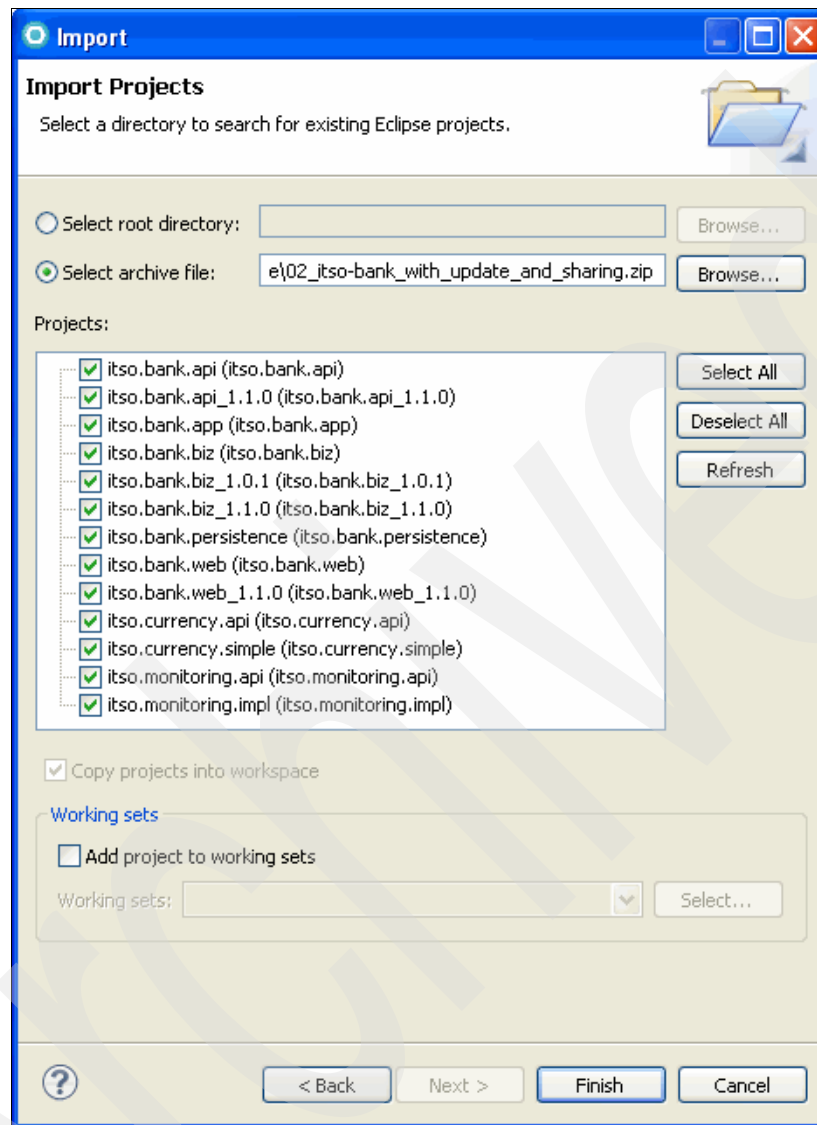 Import
Import Projects
Select a directory to search for existing Eclipse projects.
Select root directory:
Browse...
Select archive file:
e\02_itso-bank_with_update_and_sharing.zip
Browse...
Projects:
itso.bank.api (itso.bank.api)
itso.bank.api_1.1.0 (itso.bank.api_1.1.0)
itso.bank.app (itso.bank.app)
itso.bank.biz (itso.bank.biz)
itso.bank.biz_1.0.1 (itso.bank.biz_1.0.1)
itso.bank.biz_1.1.0 (itso.bank.biz_1.1.0)
itso.bank.persistence (itso.bank.persistence)
itso.bank.web (itso.bank.web)
itso.bank.web_1.1.0 (itso.bank.web_1.1.0)
itso.currency.api (itso.currency.api)
itso.currency.simple (itso.currency.simple)
itso.monitoring.api (itso.monitoring.api)
itso.monitoring.impl (itso.monitoring.impl)
Select All
Deselect All
Refresh
Copy projects into workspace
Working sets
Add project to working sets
Working sets:
Select...
?
< Back
Next >
Finish
Cancel